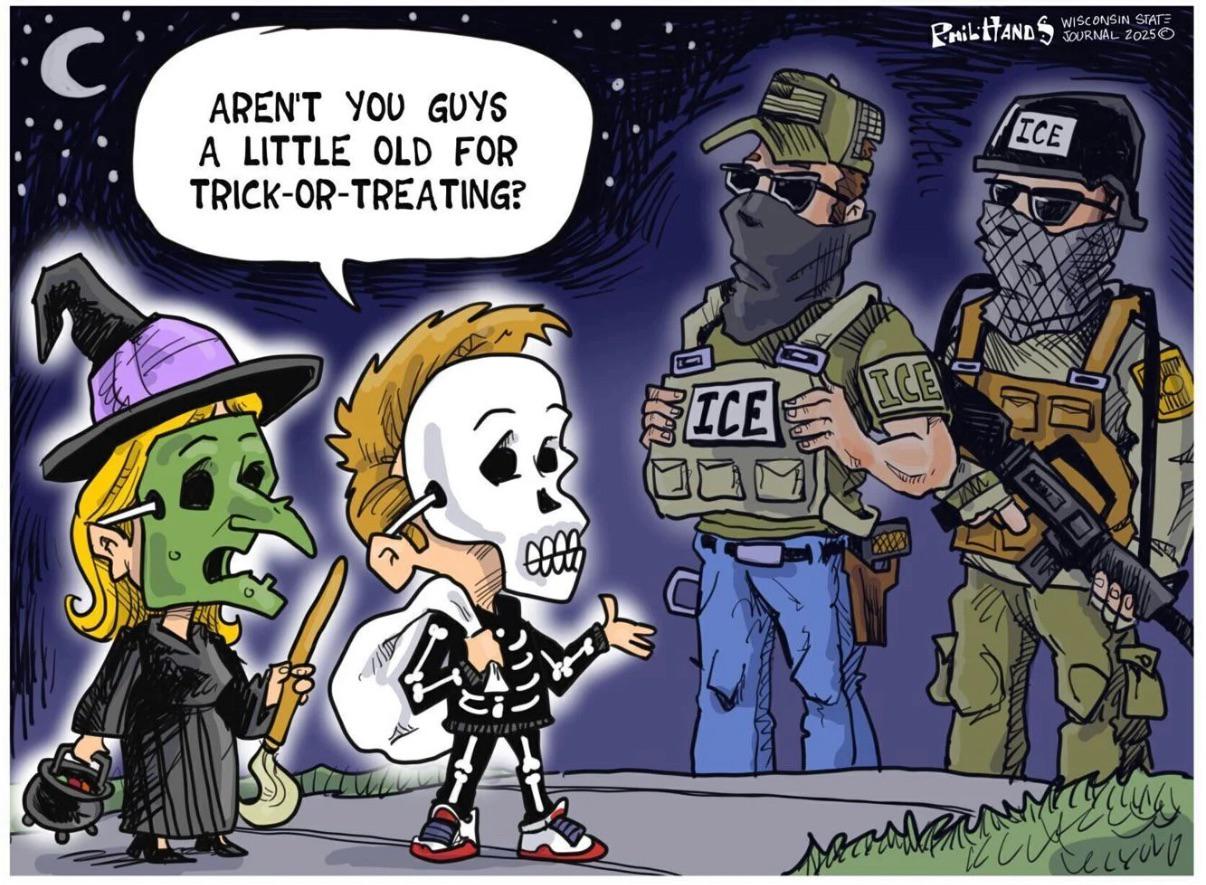 PHIL HANDS
WISCONSIN STATE
JOURNAL 2025©
AREN'T YOU GUYS
A LITTLE OLD FOR
TRICK-OR-TREATING?
ICE
ICE
ICE